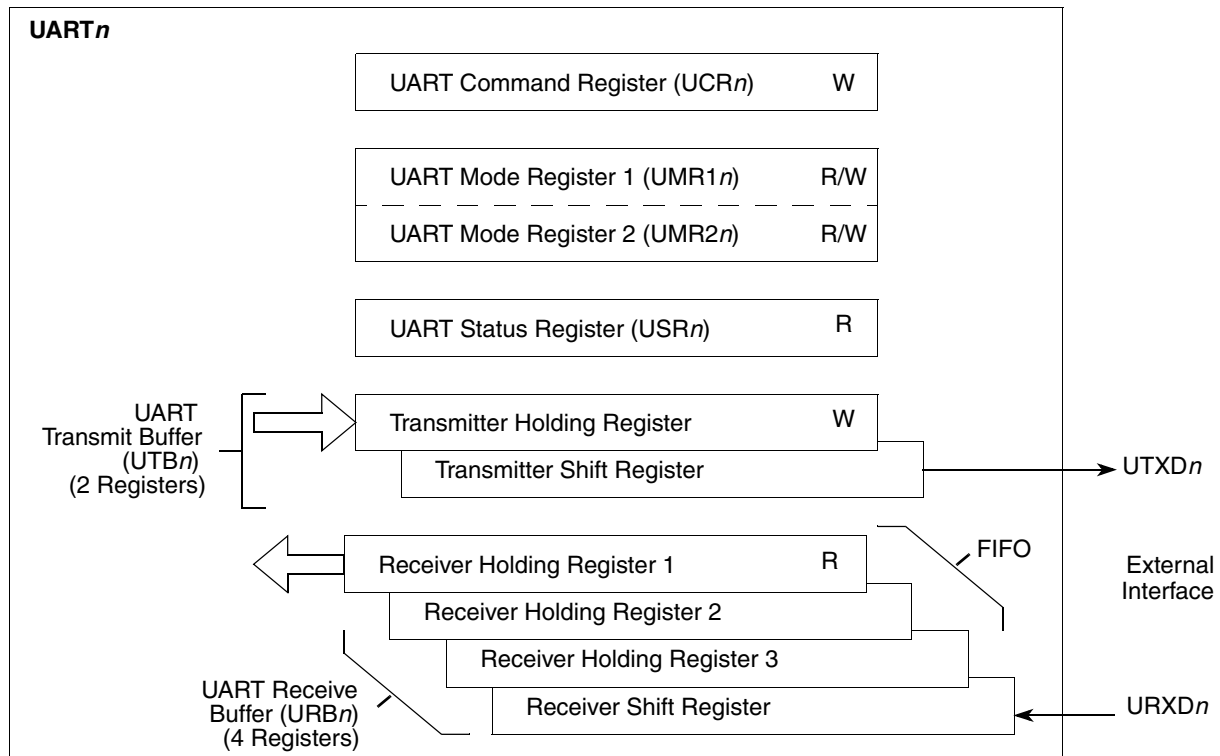 UARTn
UART Command Register (UCRn) W
UART Mode Register 1 (UMR1n) R/W
UART Mode Register 2 (UMR2n) R/W
UART Status Register (USRn) R
UART
Transmit Buffer
(UTBn)
(2 Registers)
Transmitter Holding Register W
Transmitter Shift Register
UTXDn
Receiver Holding Register 1 R
Receiver Holding Register 2
Receiver Holding Register 3
Receiver Shift Register
FIFO
External
Interface
UART Receive
Buffer (URBn)
(4 Registers)
URXDn